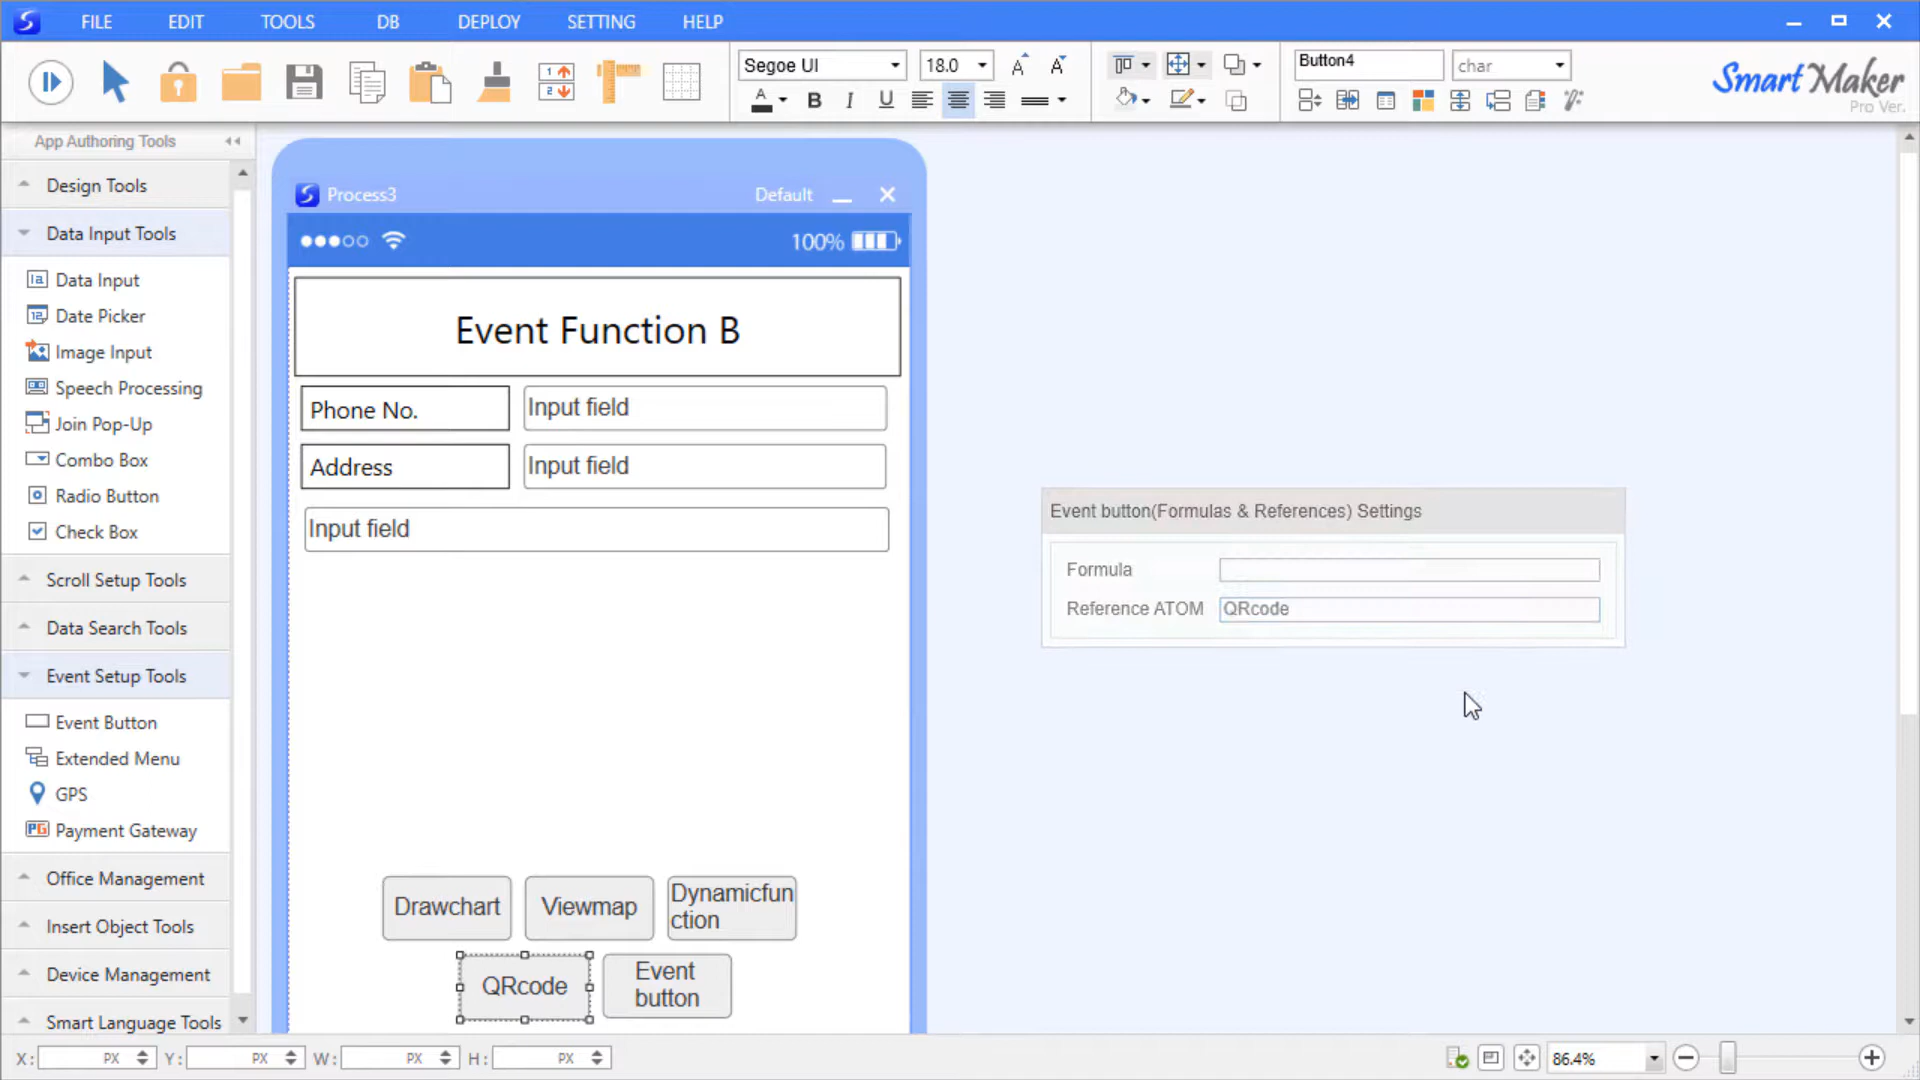 FILE EDIT TOOLS DB DEPLOY SETTING HELP
Segoe UI 18.0 Button4 char
Smart Maker
Pro Ver.
App Authoring Tools
Design Tools
Data Input Tools
Data Input
Date Picker
Image Input
Speech Processing
Join Pop-Up
Combo Box
Radio Button
Check Box
Scroll Setup Tools
Data Search Tools
Event Setup Tools
Event Button
Extended Menu
GPS
Payment Gateway
Office Management
Insert Object Tools
Device Management
Smart Language Tools
Process3 Default
100%
Event Function B
Phone No. Input field
Address Input field
Input field
Drawchart Viewmap Dynamicfun
ction
QRcode Event
button
Event button(Formulas & References) Settings
Formula
Reference ATOM QRcode
X: PX Y: PX W: PX H: PX 86.4%